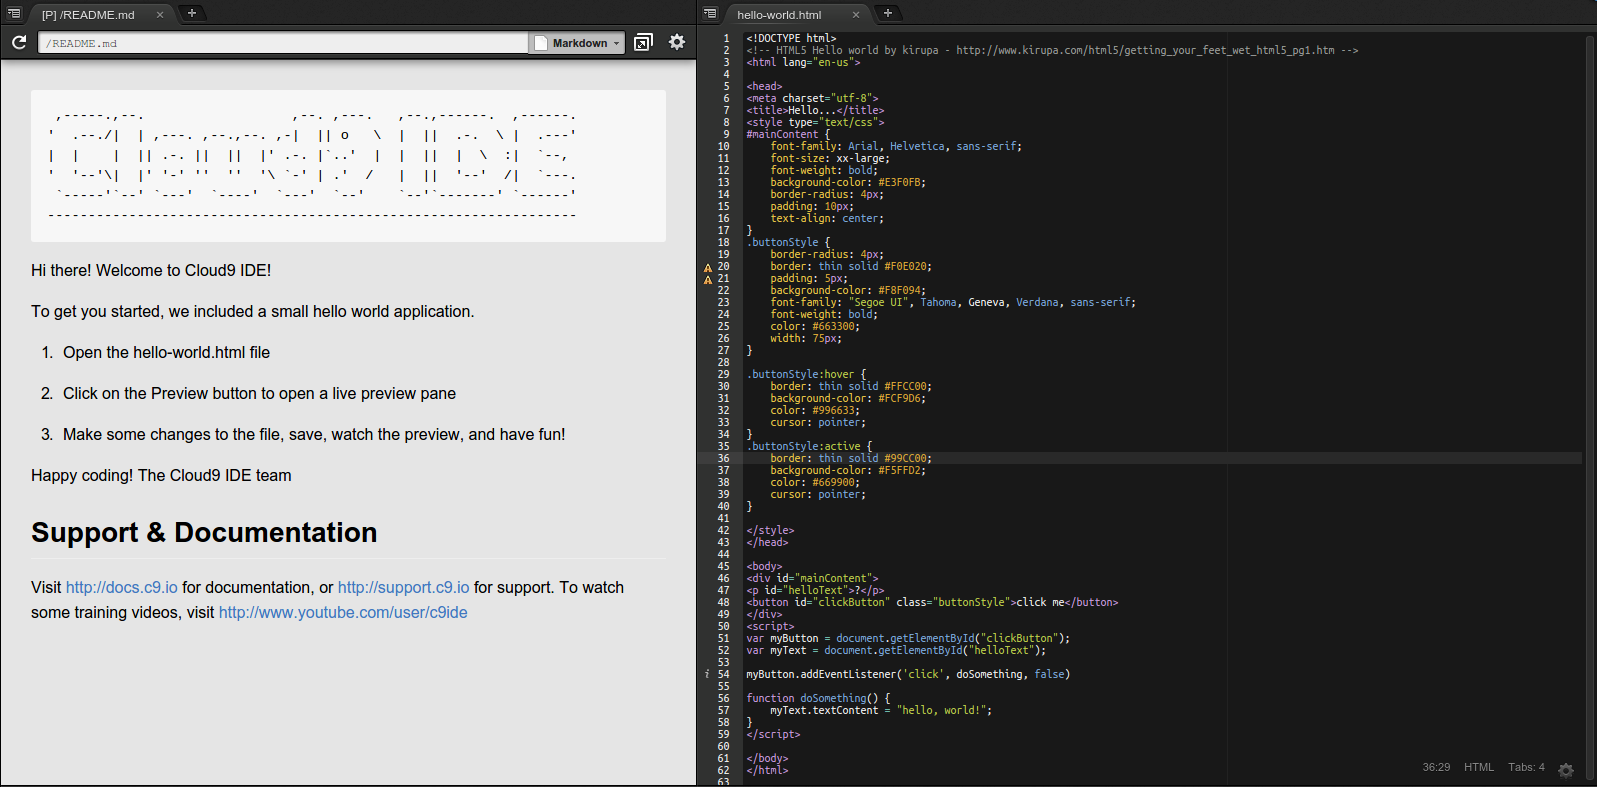 [P] /README.md
/README.md
Markdown
 ,-----.,--.                  ,--. ,---.   ,--.,------.  ,------.
'  .--./|  | ,---. ,--.,--. ,-|  || o   \  |  ||  .-.  \ |  .---'
|  |    |  || .-. ||  ||  |' .-. |`..'  |  |  ||  |  \  :|  `--,
'  '--'\|  |' '-' ''  ''  '\ `-' | .'  /   |  ||  '--'  /|  `---.
 `-----'`--' `---'  `----'  `---'  `--'    `--'`-------' `------'
-----------------------------------------------------------------
Hi there! Welcome to Cloud9 IDE!
To get you started, we included a small hello world application.
1. Open the hello-world.html file
2. Click on the Preview button to open a live preview pane
3. Make some changes to the file, save, watch the preview, and have fun!
Happy coding! The Cloud9 IDE team
Support & Documentation
Visit http://docs.c9.io for documentation, or http://support.c9.io for support. To watch
some training videos, visit http://www.youtube.com/user/c9ide
hello-world.html
1 <!DOCTYPE html>
2 <!-- HTML5 Hello world by kirupa - http://www.kirupa.com/html5/getting_your_feet_wet_html5_pg1.htm -->
3 <html lang="en-us">
4
5 <head>
6 <meta charset="utf-8">
7 <title>Hello...</title>
8 <style type="text/css">
9 #mainContent {
10     font-family: Arial, Helvetica, sans-serif;
11     font-size: xx-large;
12     font-weight: bold;
13     background-color: #E3F0FB;
14     border-radius: 4px;
15     padding: 10px;
16     text-align: center;
17 }
18 .buttonStyle {
19     border-radius: 4px;
20     border: thin solid #F0E020;
21     padding: 5px;
22     background-color: #F8F094;
23     font-family: "Segoe UI", Tahoma, Geneva, Verdana, sans-serif;
24     font-weight: bold;
25     color: #663300;
26     width: 75px;
27 }
28
29 .buttonStyle:hover {
30     border: thin solid #FFCC00;
31     background-color: #FCF9D6;
32     color: #996633;
33     cursor: pointer;
34 }
35 .buttonStyle:active {
36     border: thin solid #99CC00;
37     background-color: #F5FFD2;
38     color: #669900;
39     cursor: pointer;
40 }
41
42 </style>
43 </head>
44
45 <body>
46 <div id="mainContent">
47 <p id="helloText">?</p>
48 <button id="clickButton" class="buttonStyle">click me</button>
49 </div>
50 <script>
51 var myButton = document.getElementById("clickButton");
52 var myText = document.getElementById("helloText");
53
i 54 myButton.addEventListener('click', doSomething, false)
55
56 function doSomething() {
57     myText.textContent = "hello, world!";
58 }
59 </script>
60
61 </body>
62 </html>
63
36:29 HTML Tabs: 4